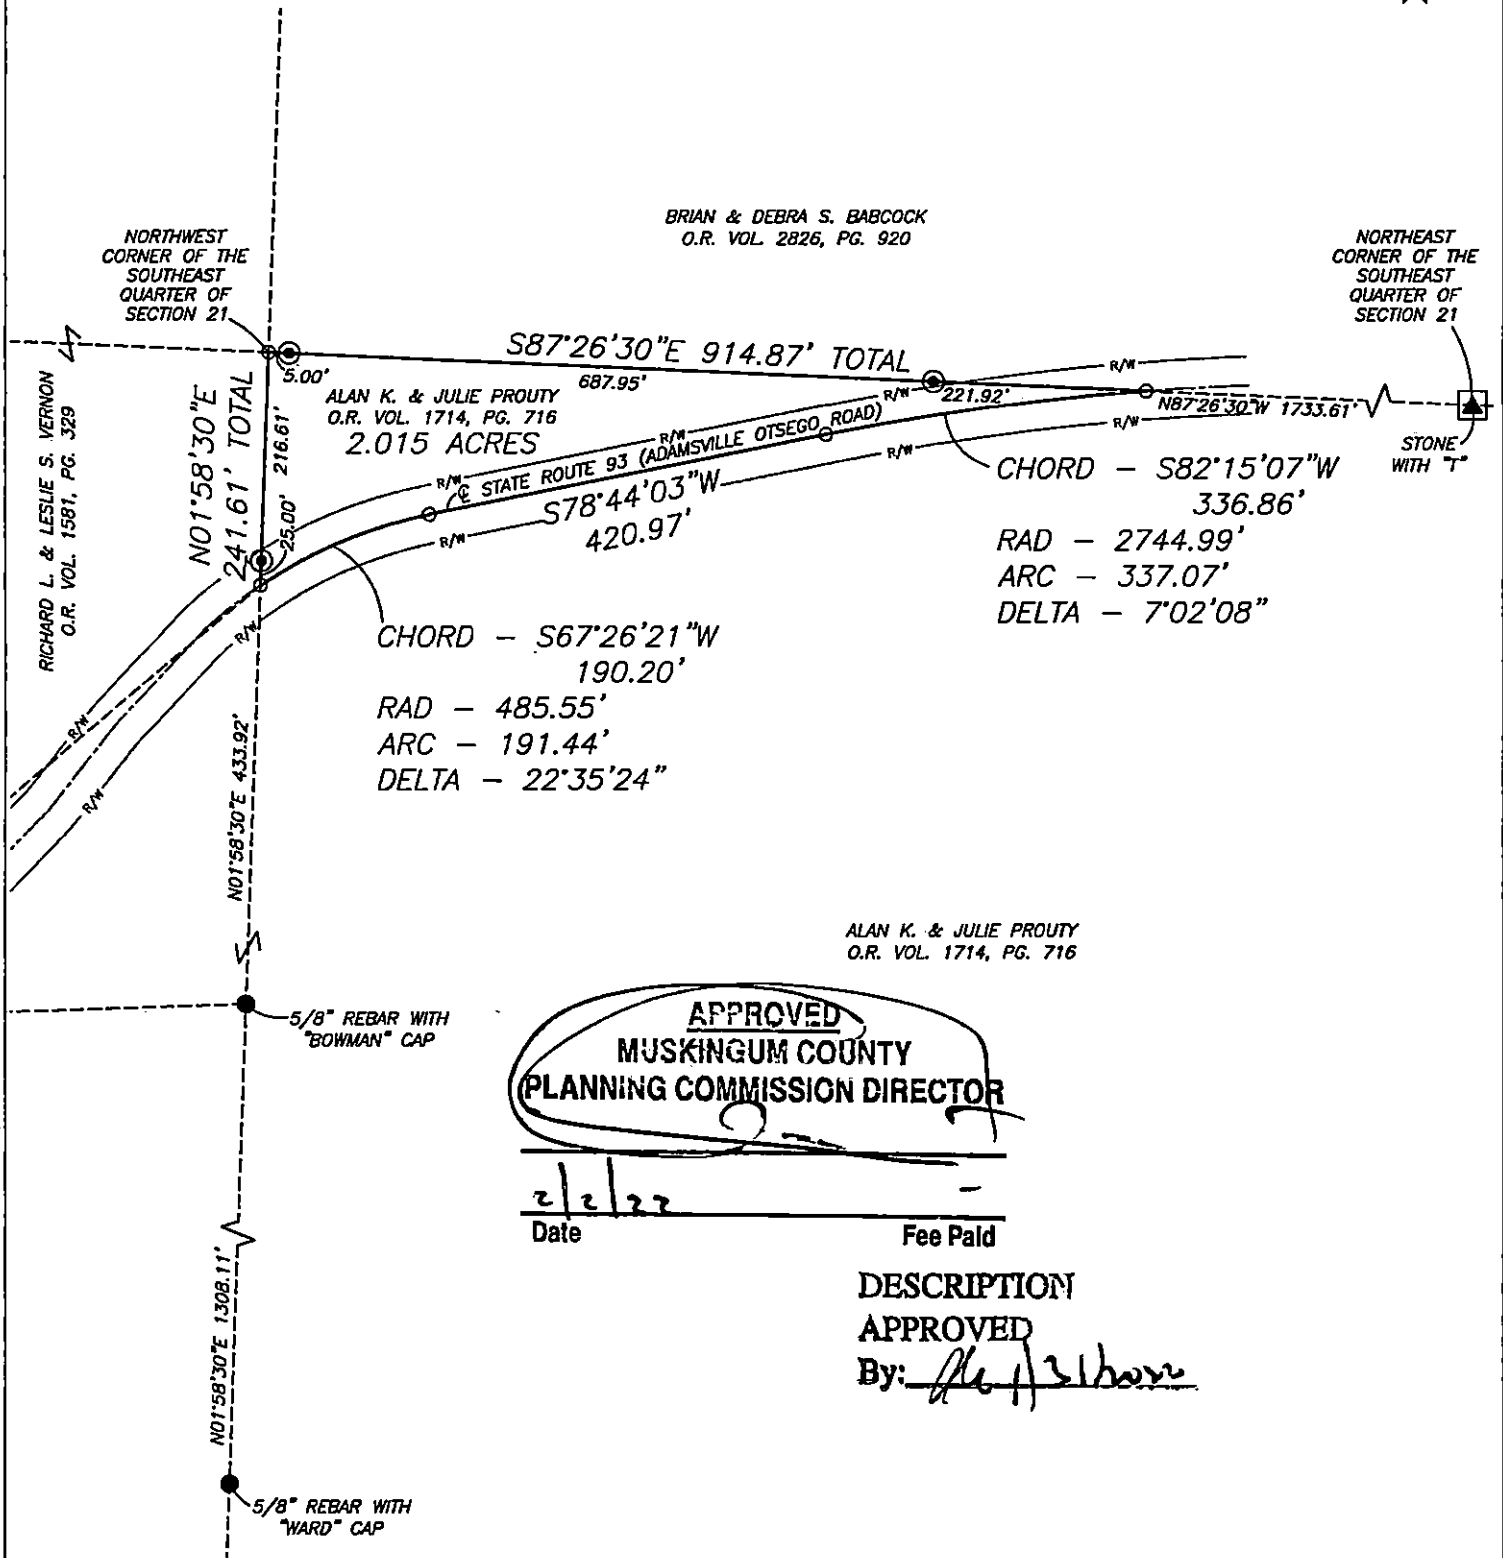 BRIAN & DEBRA S. BABCOCK
O.R. VOL. 2826, PG. 920
NORTHWEST
CORNER OF THE
SOUTHEAST
QUARTER OF
SECTION 21
NORTHEAST
CORNER OF THE
SOUTHEAST
QUARTER OF
SECTION 21
S87°26'30"E 914.87' TOTAL
5.00'
687.95'
221.92'
N87°26'30"W 1733.61'
STONE
WITH "T"
RICHARD L. & LESLIE S. VERNON
O.R. VOL. 1581, PG. 329
N01°58'30"E
241.61' TOTAL
216.61'
25.00'
ALAN K. & JULIE PROUTY
O.R. VOL. 1714, PG. 716
2.015 ACRES
R/W
R/W
R/W
R/W
R/W
R/W
R/W
R/W
R/W
R/W
℄ STATE ROUTE 93 (ADAMSVILLE OTSEGO ROAD)
S78°44'03"W
420.97'
CHORD - S82°15'07"W
336.86'
RAD - 2744.99'
ARC - 337.07'
DELTA - 7°02'08"
CHORD - S67°26'21"W
190.20'
RAD - 485.55'
ARC - 191.44'
DELTA - 22°35'24"
N01°58'30"E 433.92'
ALAN K. & JULIE PROUTY
O.R. VOL. 1714, PG. 716
5/8" REBAR WITH
"BOWMAN" CAP
APPROVED
MUSKINGUM COUNTY
PLANNING COMMISSION DIRECTOR
2/2/22 -
Date Fee Paid
DESCRIPTION
APPROVED
By: 1/31/2022
N01°58'30"E 1308.11'
5/8" REBAR WITH
"WARD" CAP